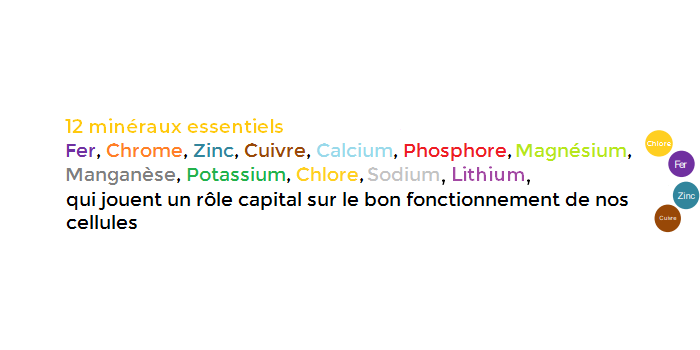 12 minéraux essentiels
Fer, Chrome, Zinc, Cuivre, Calcium, Phosphore, Magnésium,
Manganèse, Potassium, Chlore, Sodium, Lithium,
qui jouent un rôle capital sur le bon fonctionnement de nos
cellules
Chlore
Fer
Zinc
Cuivre